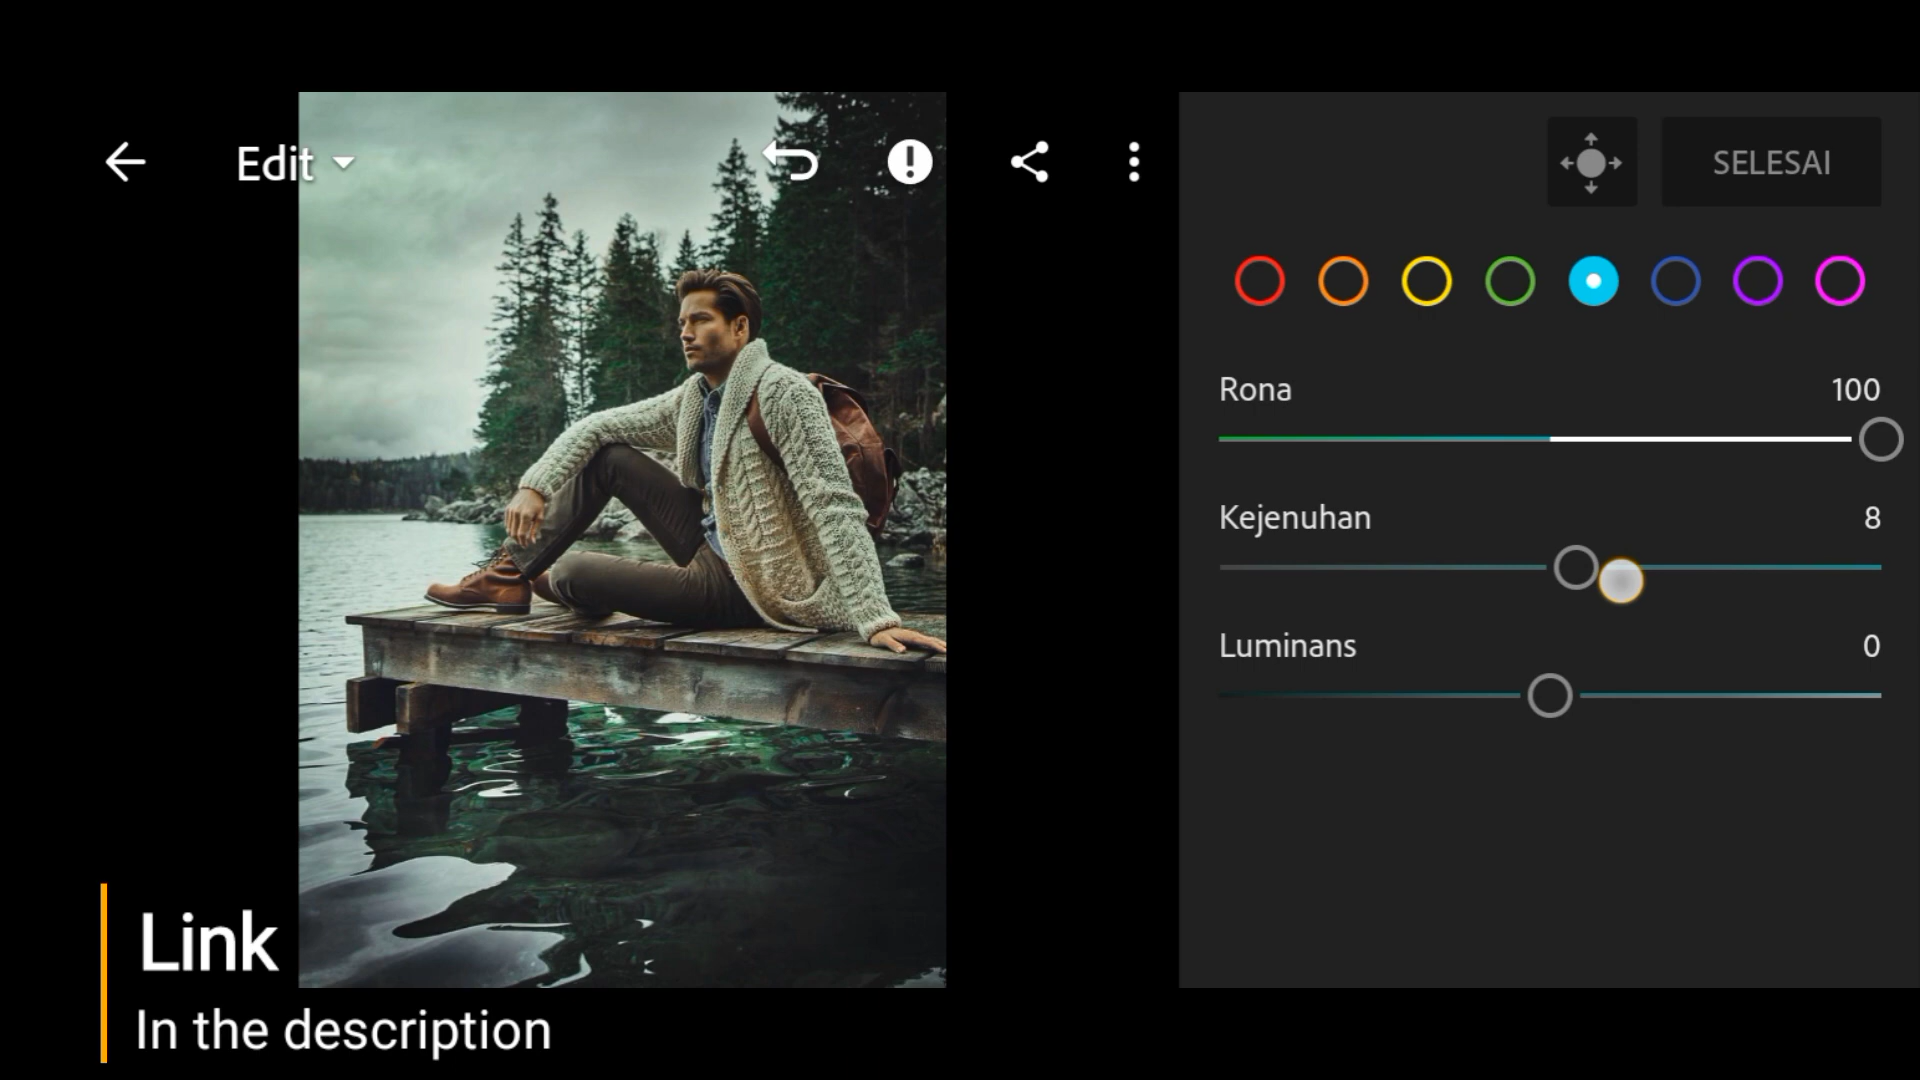 Edit
SELESAI
Rona 100
Kejenuhan 8
Luminans 0
Link
In the description